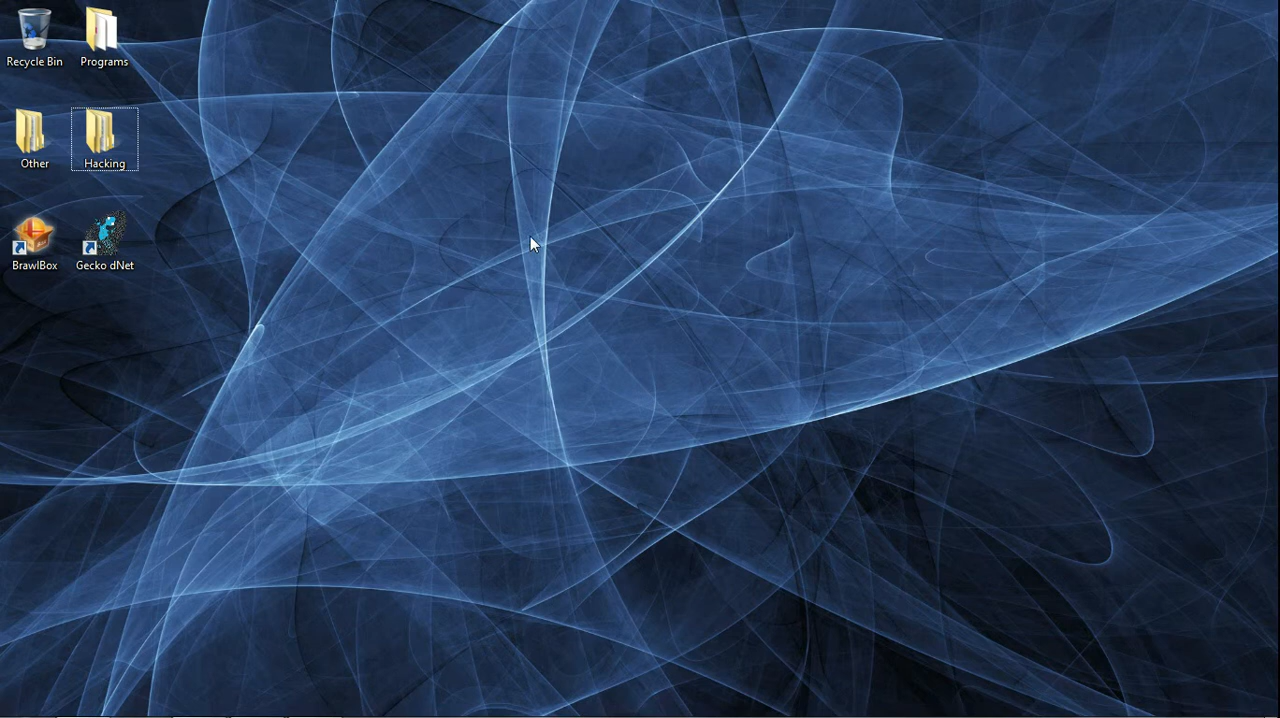 Recycle Bin
Programs
Other
Hacking
BrawlBox
Gecko dNet